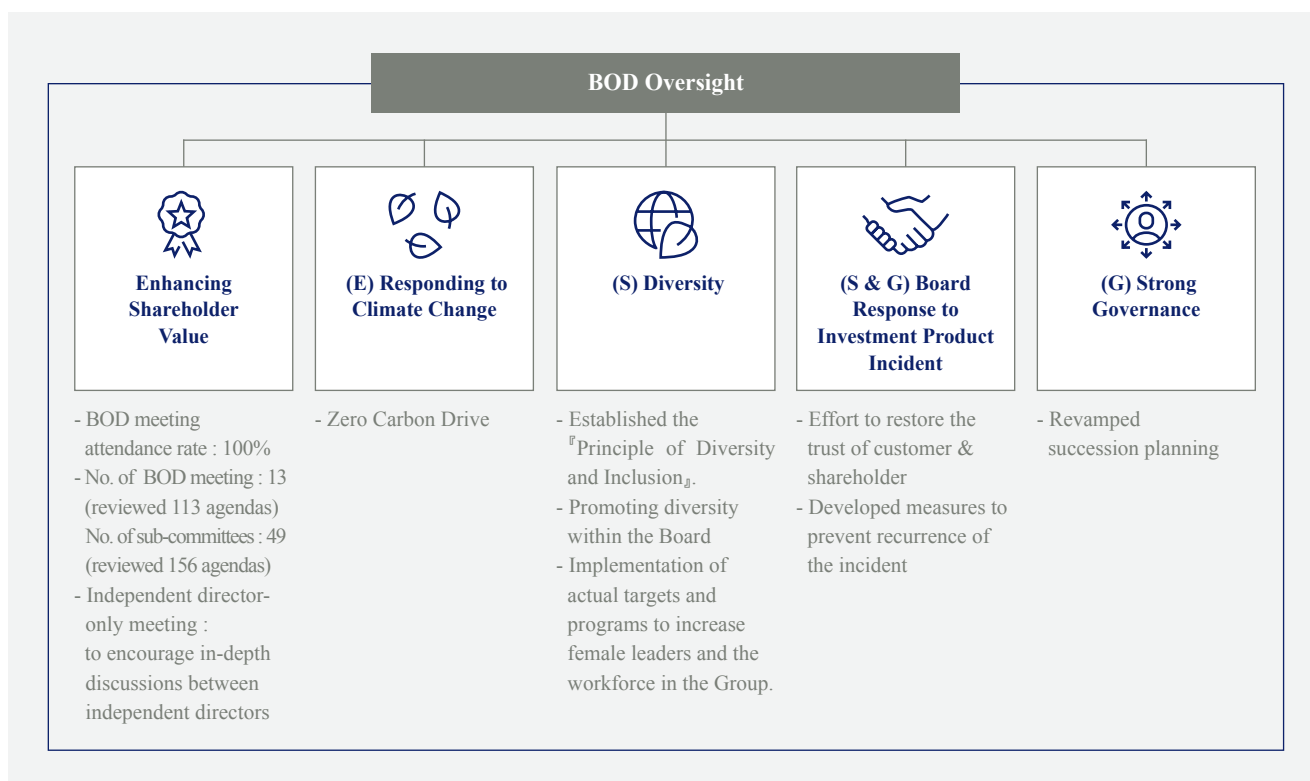 BOD Oversight
Enhancing
Shareholder
Value
- BOD meeting
attendance rate : 100%
- No. of BOD meeting : 13
(reviewed 113 agendas)
No. of sub-committees : 49
(reviewed 156 agendas)
- Independent director-
only meeting :
to encourage in-depth
discussions between
independent directors
(E) Responding to
Climate Change
- Zero Carbon Drive
(S) Diversity
- Established the
『Principle of Diversity
and Inclusion』.
- Promoting diversity
within the Board
- Implementation of
actual targets and
programs to increase
female leaders and the
workforce in the Group.
(S & G) Board
Response to
Investment Product
Incident
- Effort to restore the
trust of customer &
shareholder
- Developed measures to
prevent recurrence of
the incident
(G) Strong
Governance
- Revamped
succession planning